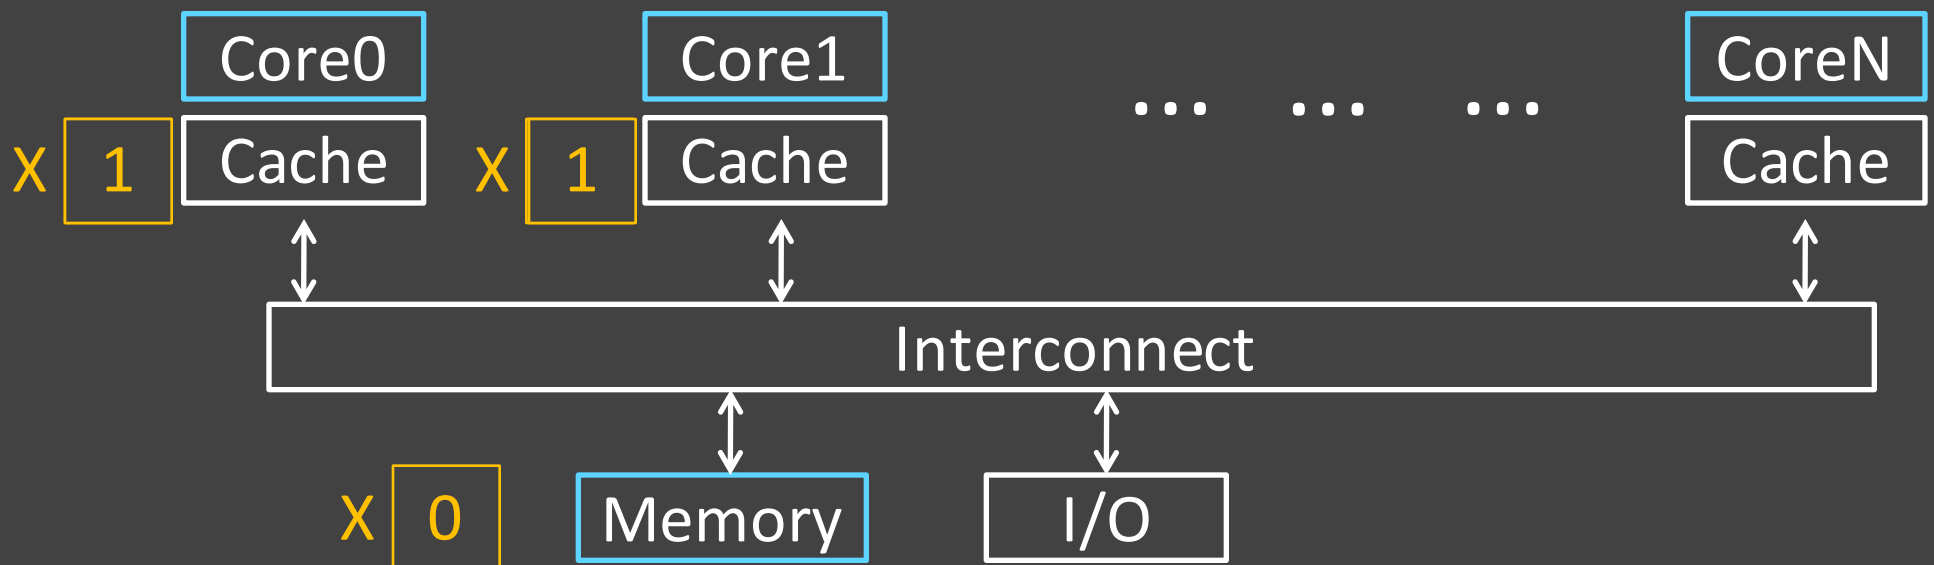 Core0 Core1 CoreN
... ... ...
X 1 Cache X 1 Cache Cache
Interconnect
X 0 Memory I/O